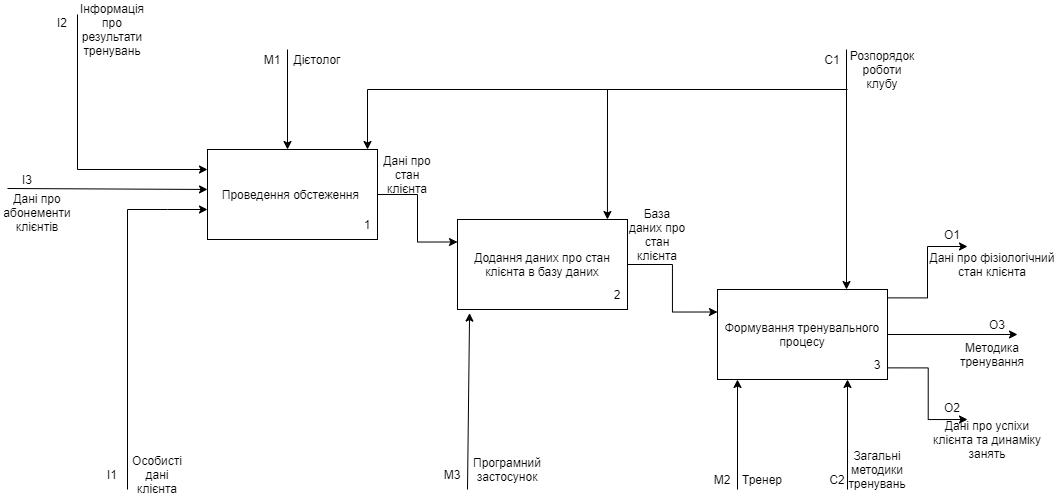 I2
Інформація
про
результати
тренувань
M1
Дієтолог
C1
Розпорядок
роботи
клубу
I3
Дані про
абонементи
клієнтів
Проведення обстеження
1
Дані про
стан
клієнта
Додання даних про стан
клієнта в базу даних
2
База
даних про
стан
клієнта
Формування тренувального
процесу
3
O1
Дані про фізіологічний
стан клієнта
O3
Методика
тренування
O2
Дані про успіхи
клієнта та динаміку
занять
I1
Особисті
дані
клієнта
M3
Програмний
застосунок
M2
Тренер
C2
Загальні
методики
тренувань